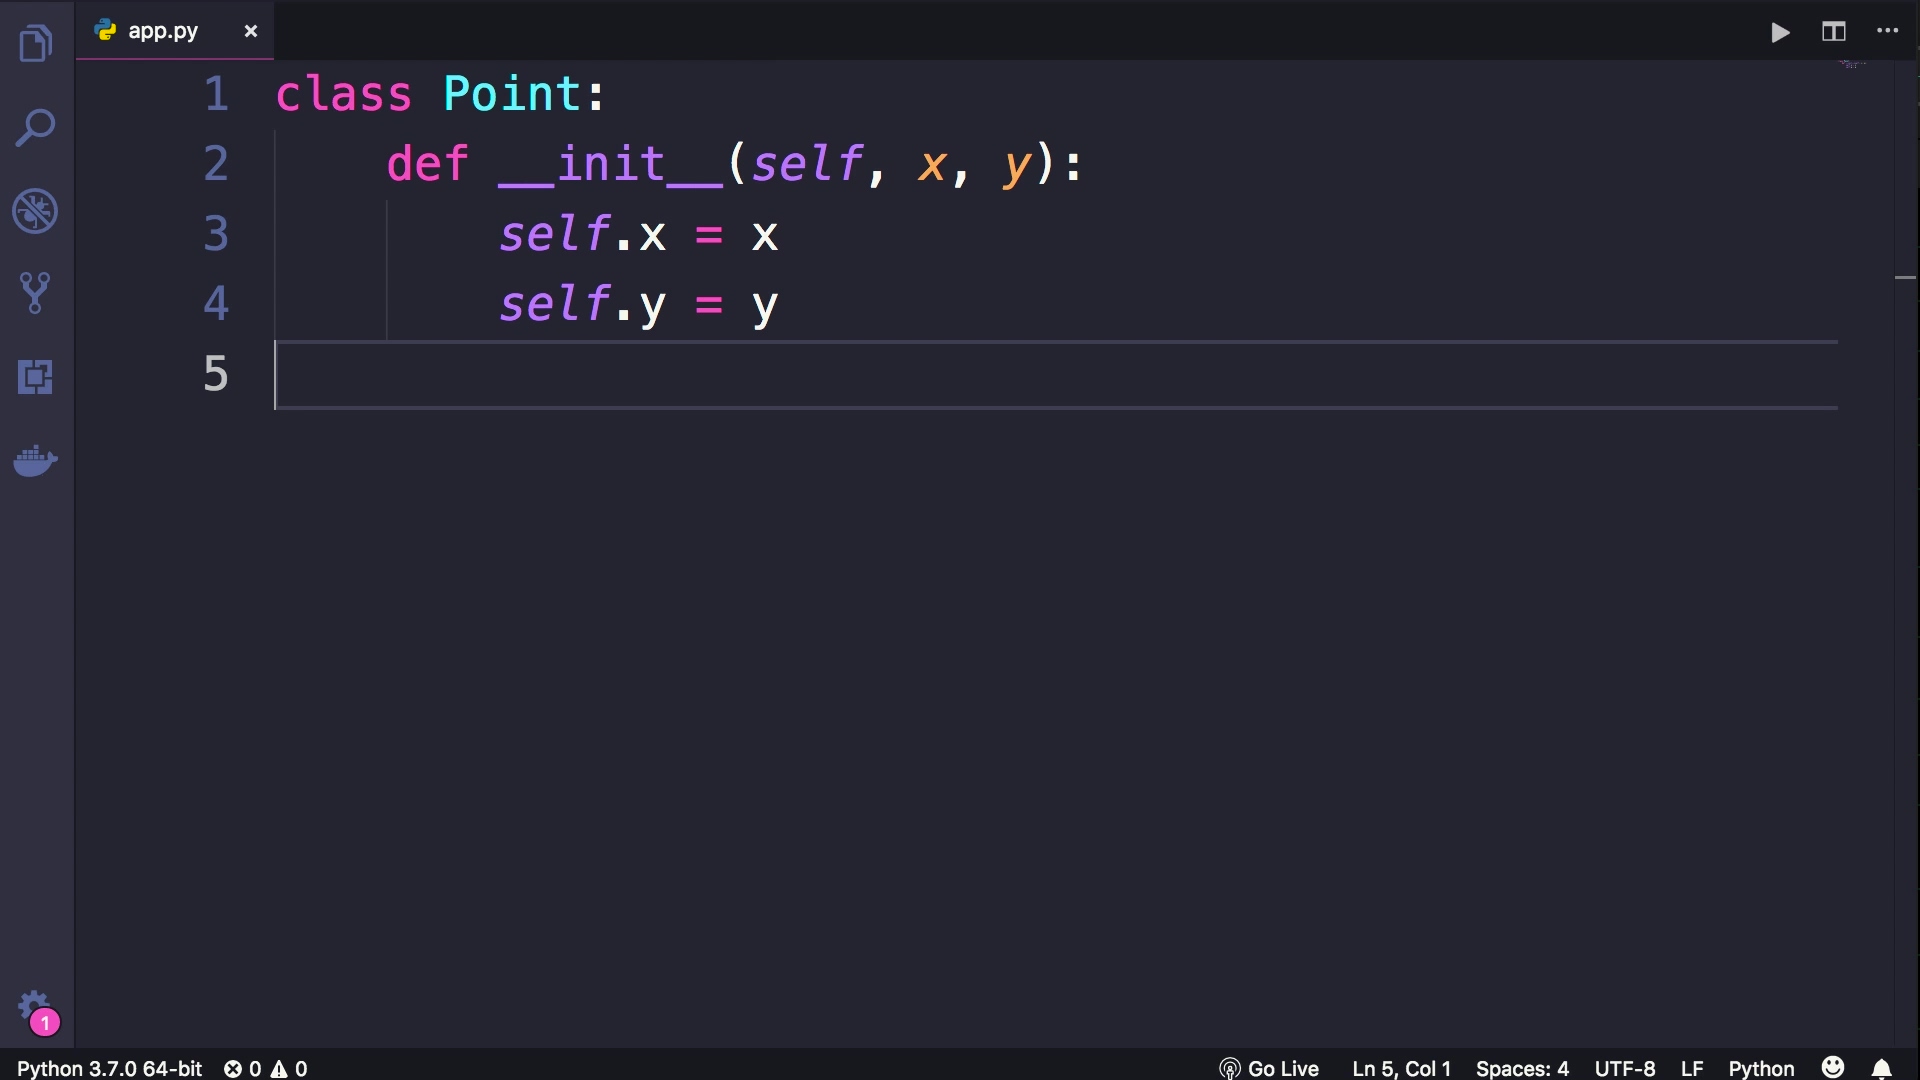 app.py
1 class Point:
2     def __init__(self, x, y):
3         self.x = x
4         self.y = y
5
1
Python 3.7.0 64-bit 0 0 Go Live Ln 5, Col 1 Spaces: 4 UTF-8 LF Python